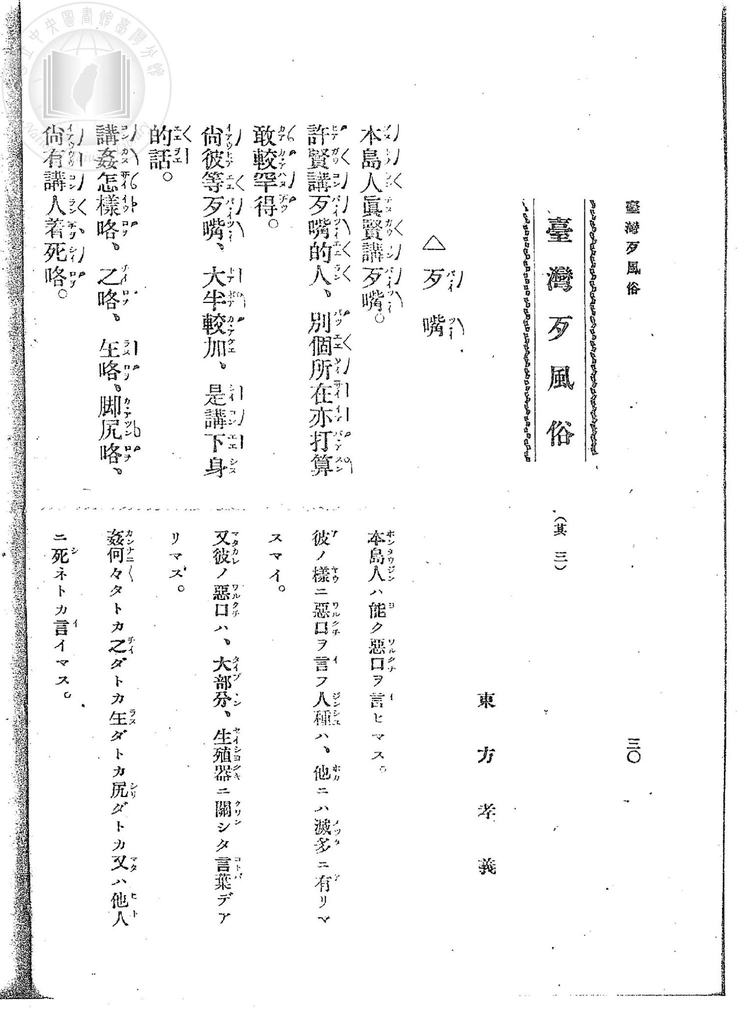 臺灣歹風俗
三〇
臺灣歹風俗
(其三)
東方孝義
△歹嘴
本島人眞賢講歹嘴。
許賢講歹嘴的人、別個所在亦打算
敢較罕得。
尙彼等歹嘴、大半較加、是講下身
的話。
講姦怎樣咯、之咯、生咯、脚尻咯、
尙有講人着死咯。
本島人ハ能ク惡口ヲ言ヒマス。
彼ノ樣ニ惡口ヲ言フ人種ハ、他ニハ滅多ニ有リマ
スマイ。
又彼ノ惡口ハ、大部分、生殖器ニ關シタ言葉デア
リマス。
姦何々タトカ之ダトカ生ダトカ尻ダトカ又ハ他人
ニ死ネトカ言イマス。